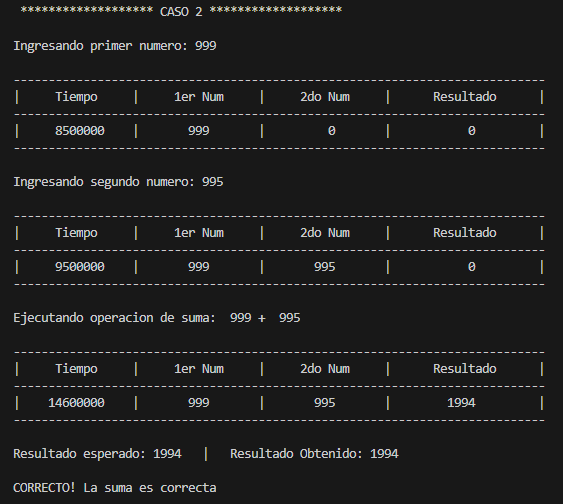 ******************* CASO 2 *******************
Ingresando primer numero: 999
----------------------------------------------------------------------------
|     Tiempo     |     1er Num     |     2do Num     |      Resultado      |
----------------------------------------------------------------------------
|     8500000    |       999       |         0       |           0         |
----------------------------------------------------------------------------
Ingresando segundo numero: 995
----------------------------------------------------------------------------
|     Tiempo     |     1er Num     |     2do Num     |      Resultado      |
----------------------------------------------------------------------------
|     9500000    |       999       |       995       |           0         |
----------------------------------------------------------------------------
Ejecutando operacion de suma:  999 +  995
----------------------------------------------------------------------------
|     Tiempo     |     1er Num     |     2do Num     |      Resultado      |
----------------------------------------------------------------------------
|    14600000    |       999       |       995       |        1994         |
----------------------------------------------------------------------------
Resultado esperado: 1994   |   Resultado Obtenido: 1994
CORRECTO! La suma es correcta